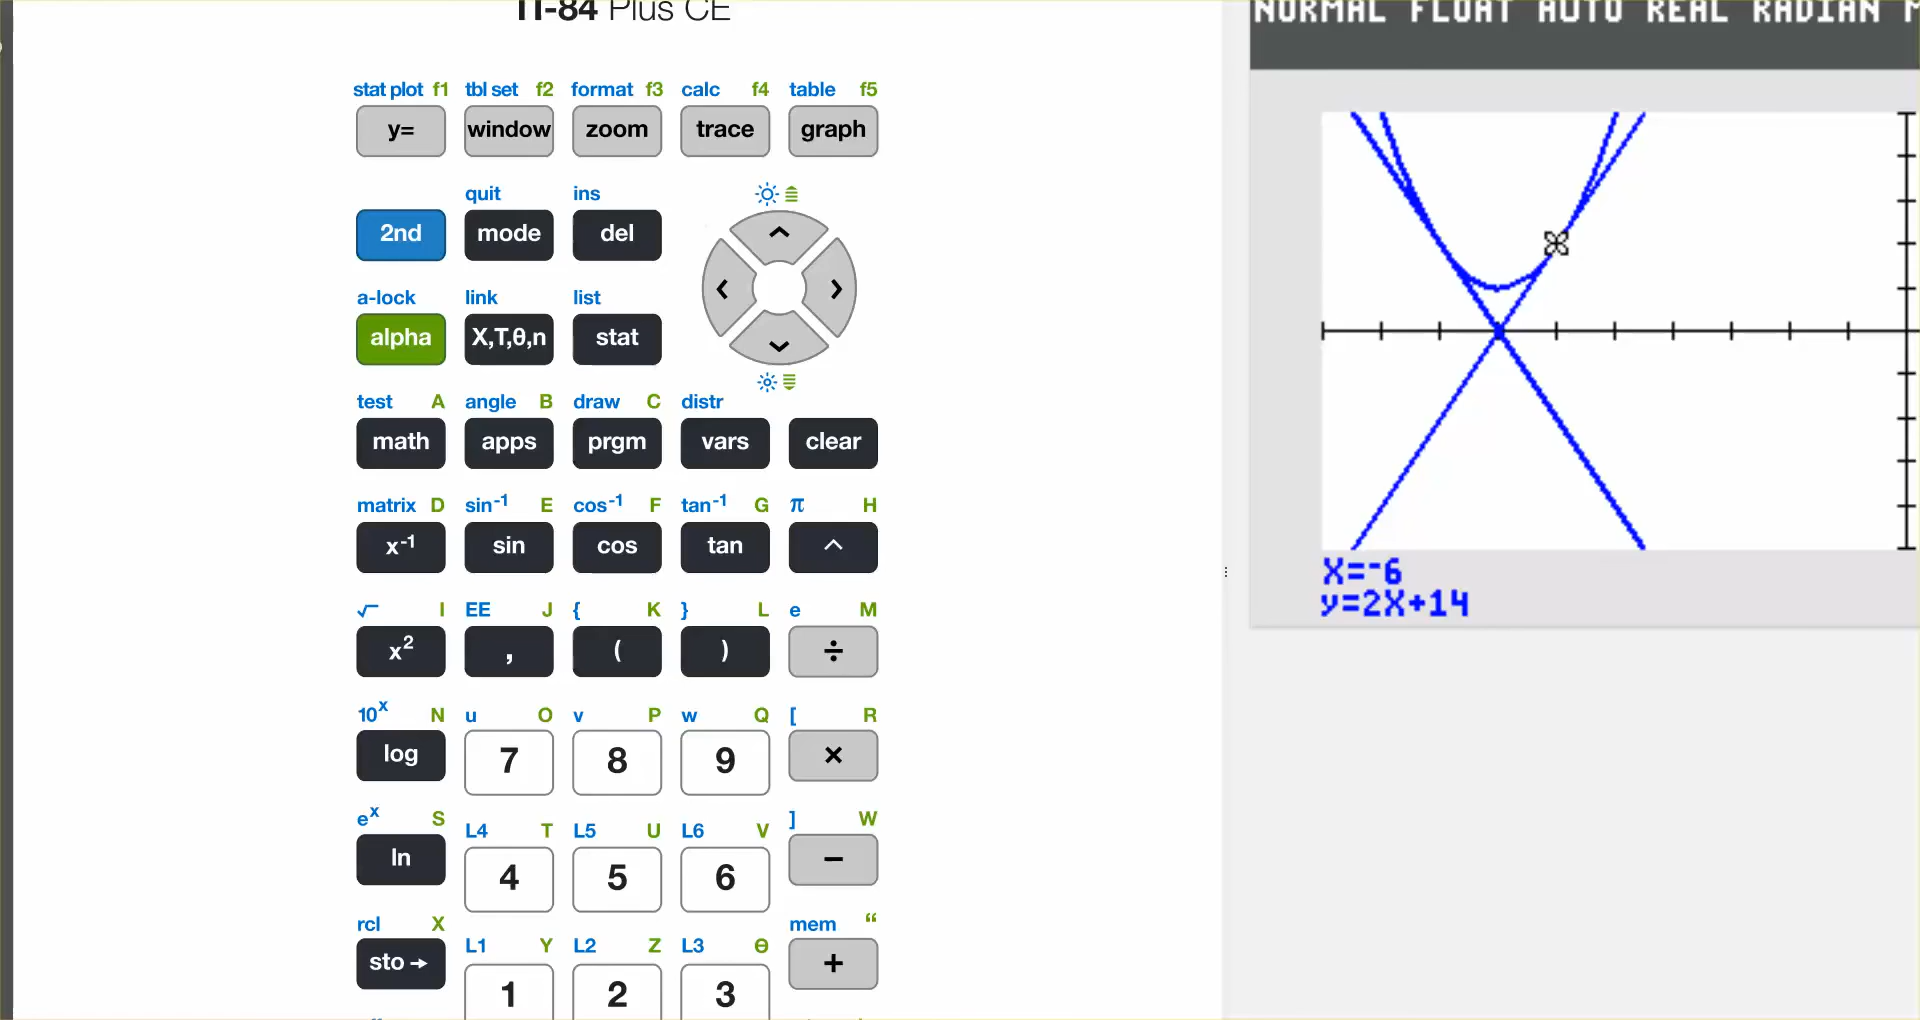 TI-84 Plus CE
stat plot f1 tbl set f2 format f3 calc f4 table f5
y= window zoom trace graph
quit ins
2nd mode del
a-lock link list
alpha X,T,θ,n stat
test A angle B draw C distr
math apps prgm vars clear
matrix D sin-1 E cos-1 F tan-1 G π H
x-1 sin cos tan ^
√ I EE J { K } L e M
x2 , ( ) ÷
10x N u O v P w Q [ R
log 7 8 9 ×
ex S L4 T L5 U L6 V ] W
ln 4 5 6 −
rcl X L1 Y L2 Z L3 θ mem “
sto→ 1 2 3 +
NORMAL FLOAT AUTO REAL RADIAN
X=-6
y=2X+14